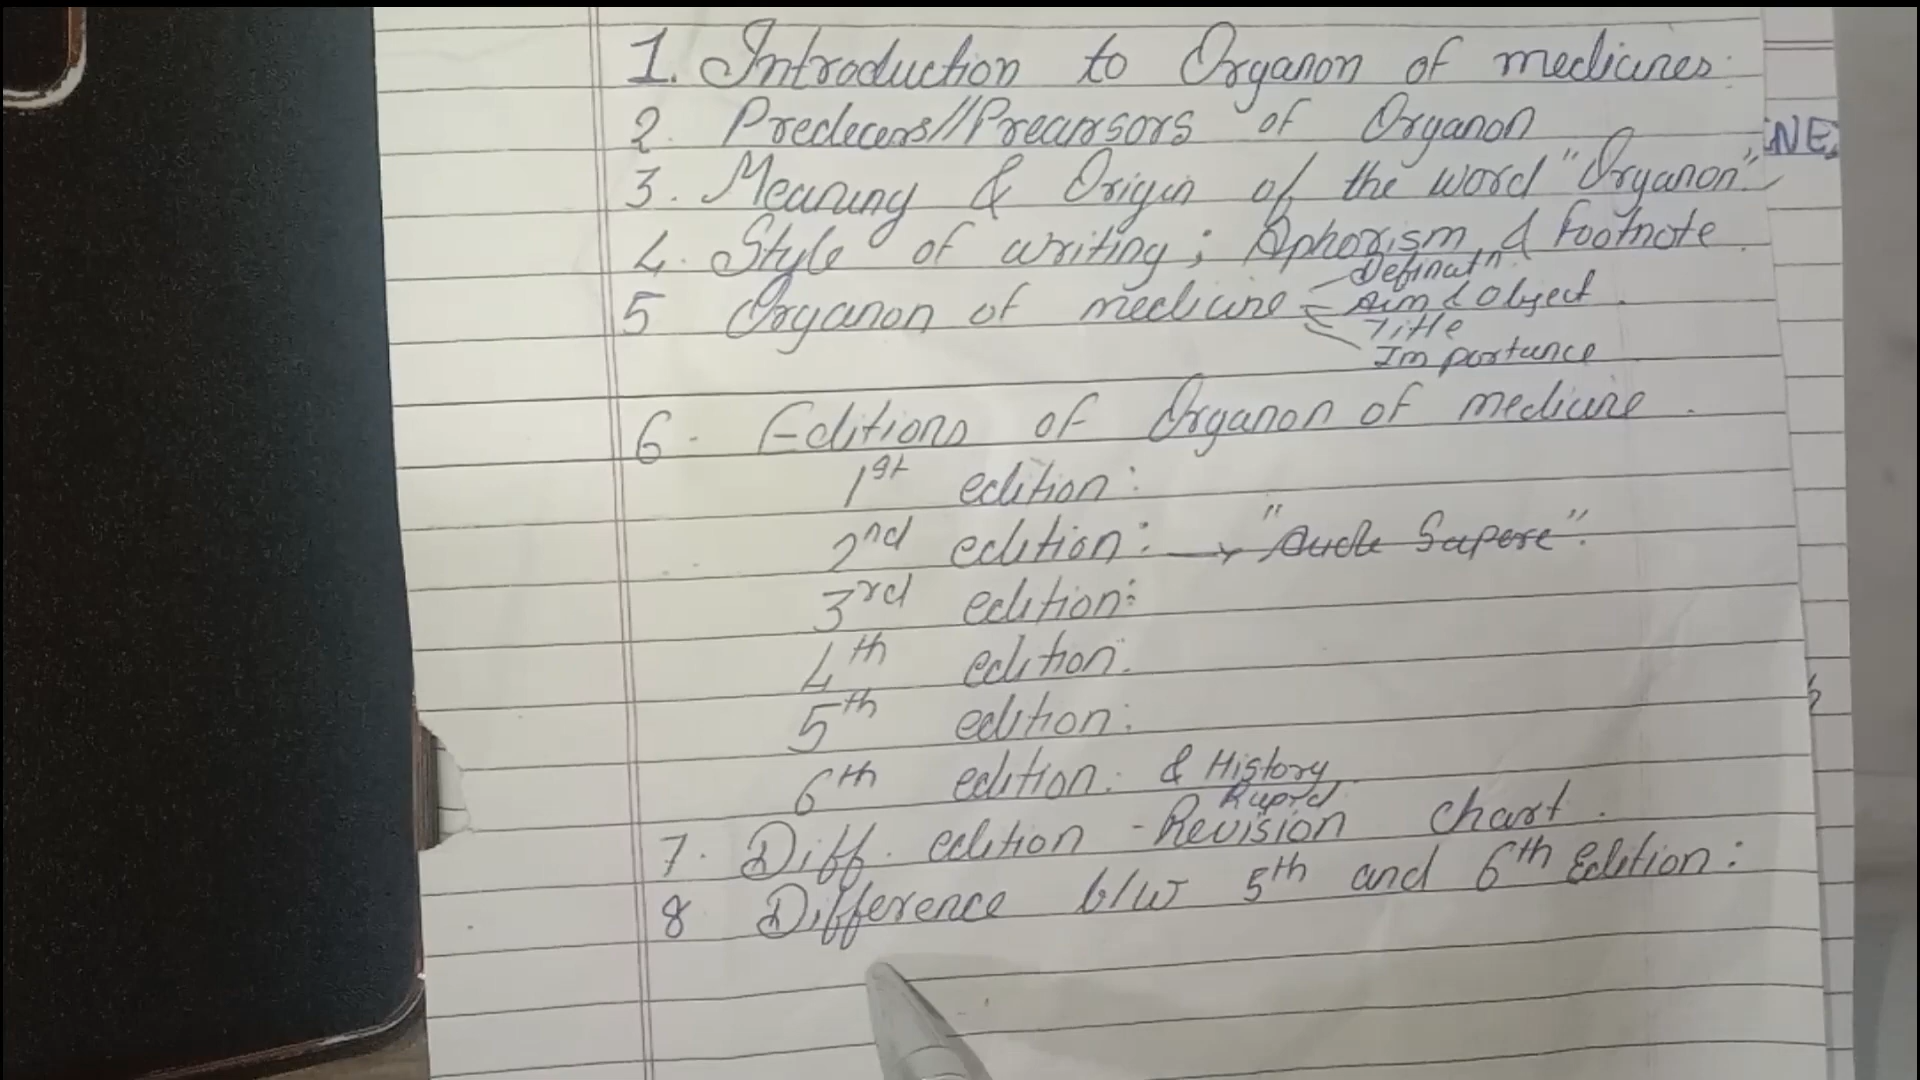 1. Introduction to Organon of medicines.
2. Predecers//Precursors of Organon
NE
3. Meaning & Origin of the word "Organon".
4. Style of writing; Aphorism, & Footnote.
5 Organon of medicine
Definatn
Aim & Object.
Title
Importance
6. Editions of Organon of medicine.
1st edition:
2nd edition: → "Aude Sapere".
3rd edition:
4th edition.
5th edition:
6th edition. & History
7. Diff. edition - Rapid Revision chart.
8 Difference b/w 5th and 6th Edition: